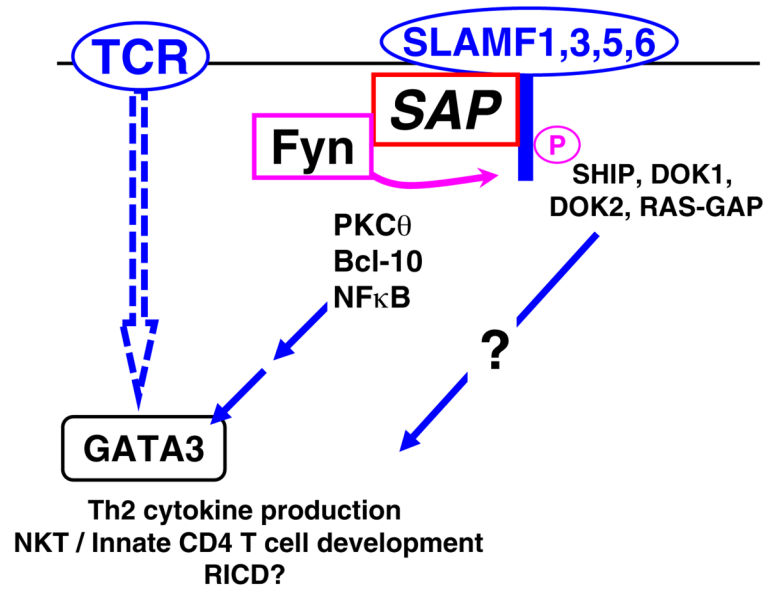 TCR
SLAMF1,3,5,6
SAP
Fyn
P
SHIP, DOK1,
DOK2, RAS-GAP
PKCθ
Bcl-10
NFκB
?
GATA3
Th2 cytokine production
NKT / Innate CD4 T cell development
RICD?